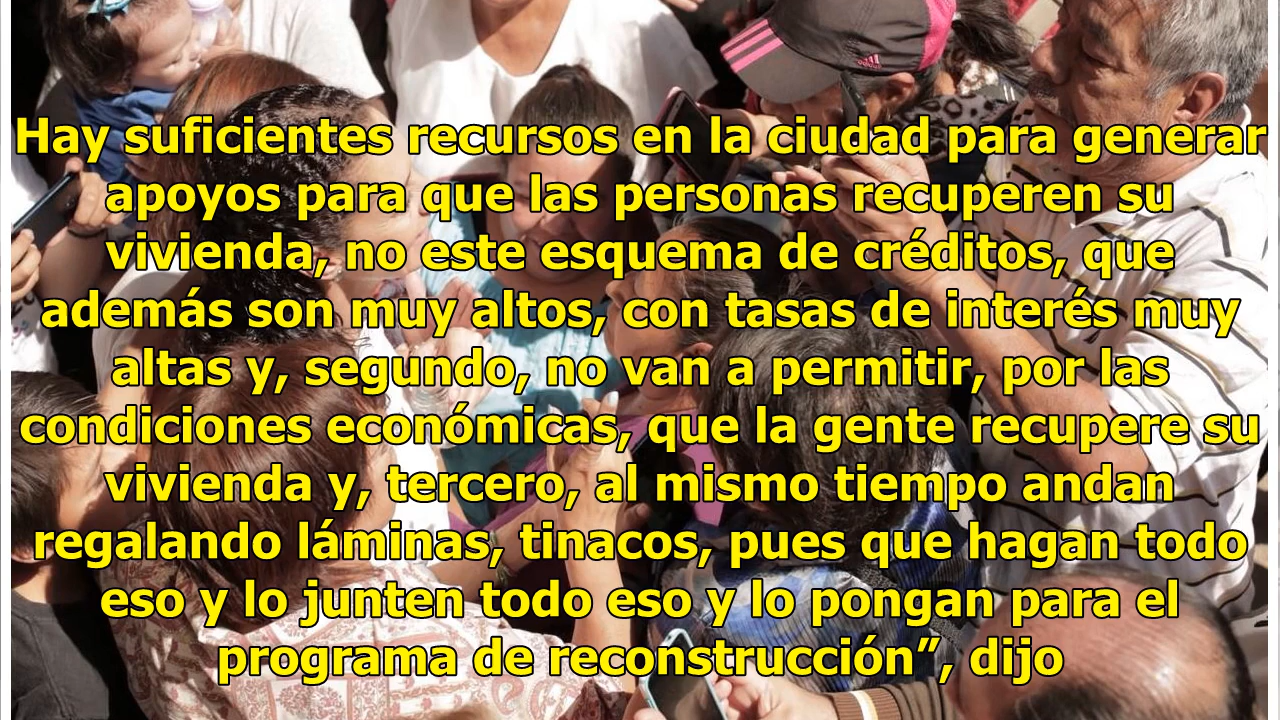 Hay suficientes recursos en la ciudad para generar
apoyos para que las personas recuperen su
vivienda, no este esquema de créditos, que
además son muy altos, con tasas de interés muy
altas y, segundo, no van a permitir, por las
condiciones económicas, que la gente recupere su
vivienda y, tercero, al mismo tiempo andan
regalando láminas, tinacos, pues que hagan todo
eso y lo junten todo eso y lo pongan para el
programa de reconstrucción”, dijo
adidas